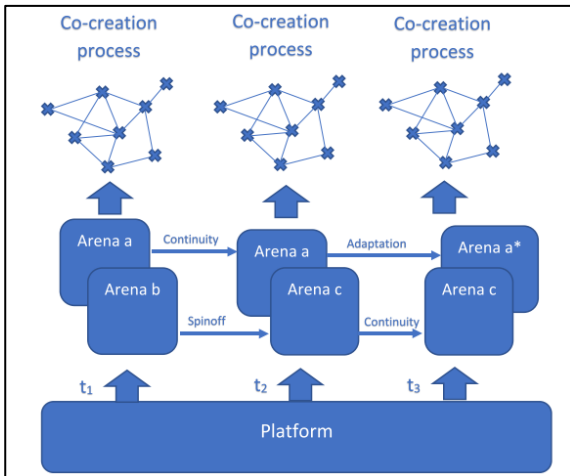 Co-creation
process
Co-creation
process
Co-creation
process
Arena a
Continuity
Arena a
Adaptation
Arena a*
Arena b
Spinoff
Arena c
Continuity
Arena c
t1
t2
t3
Platform